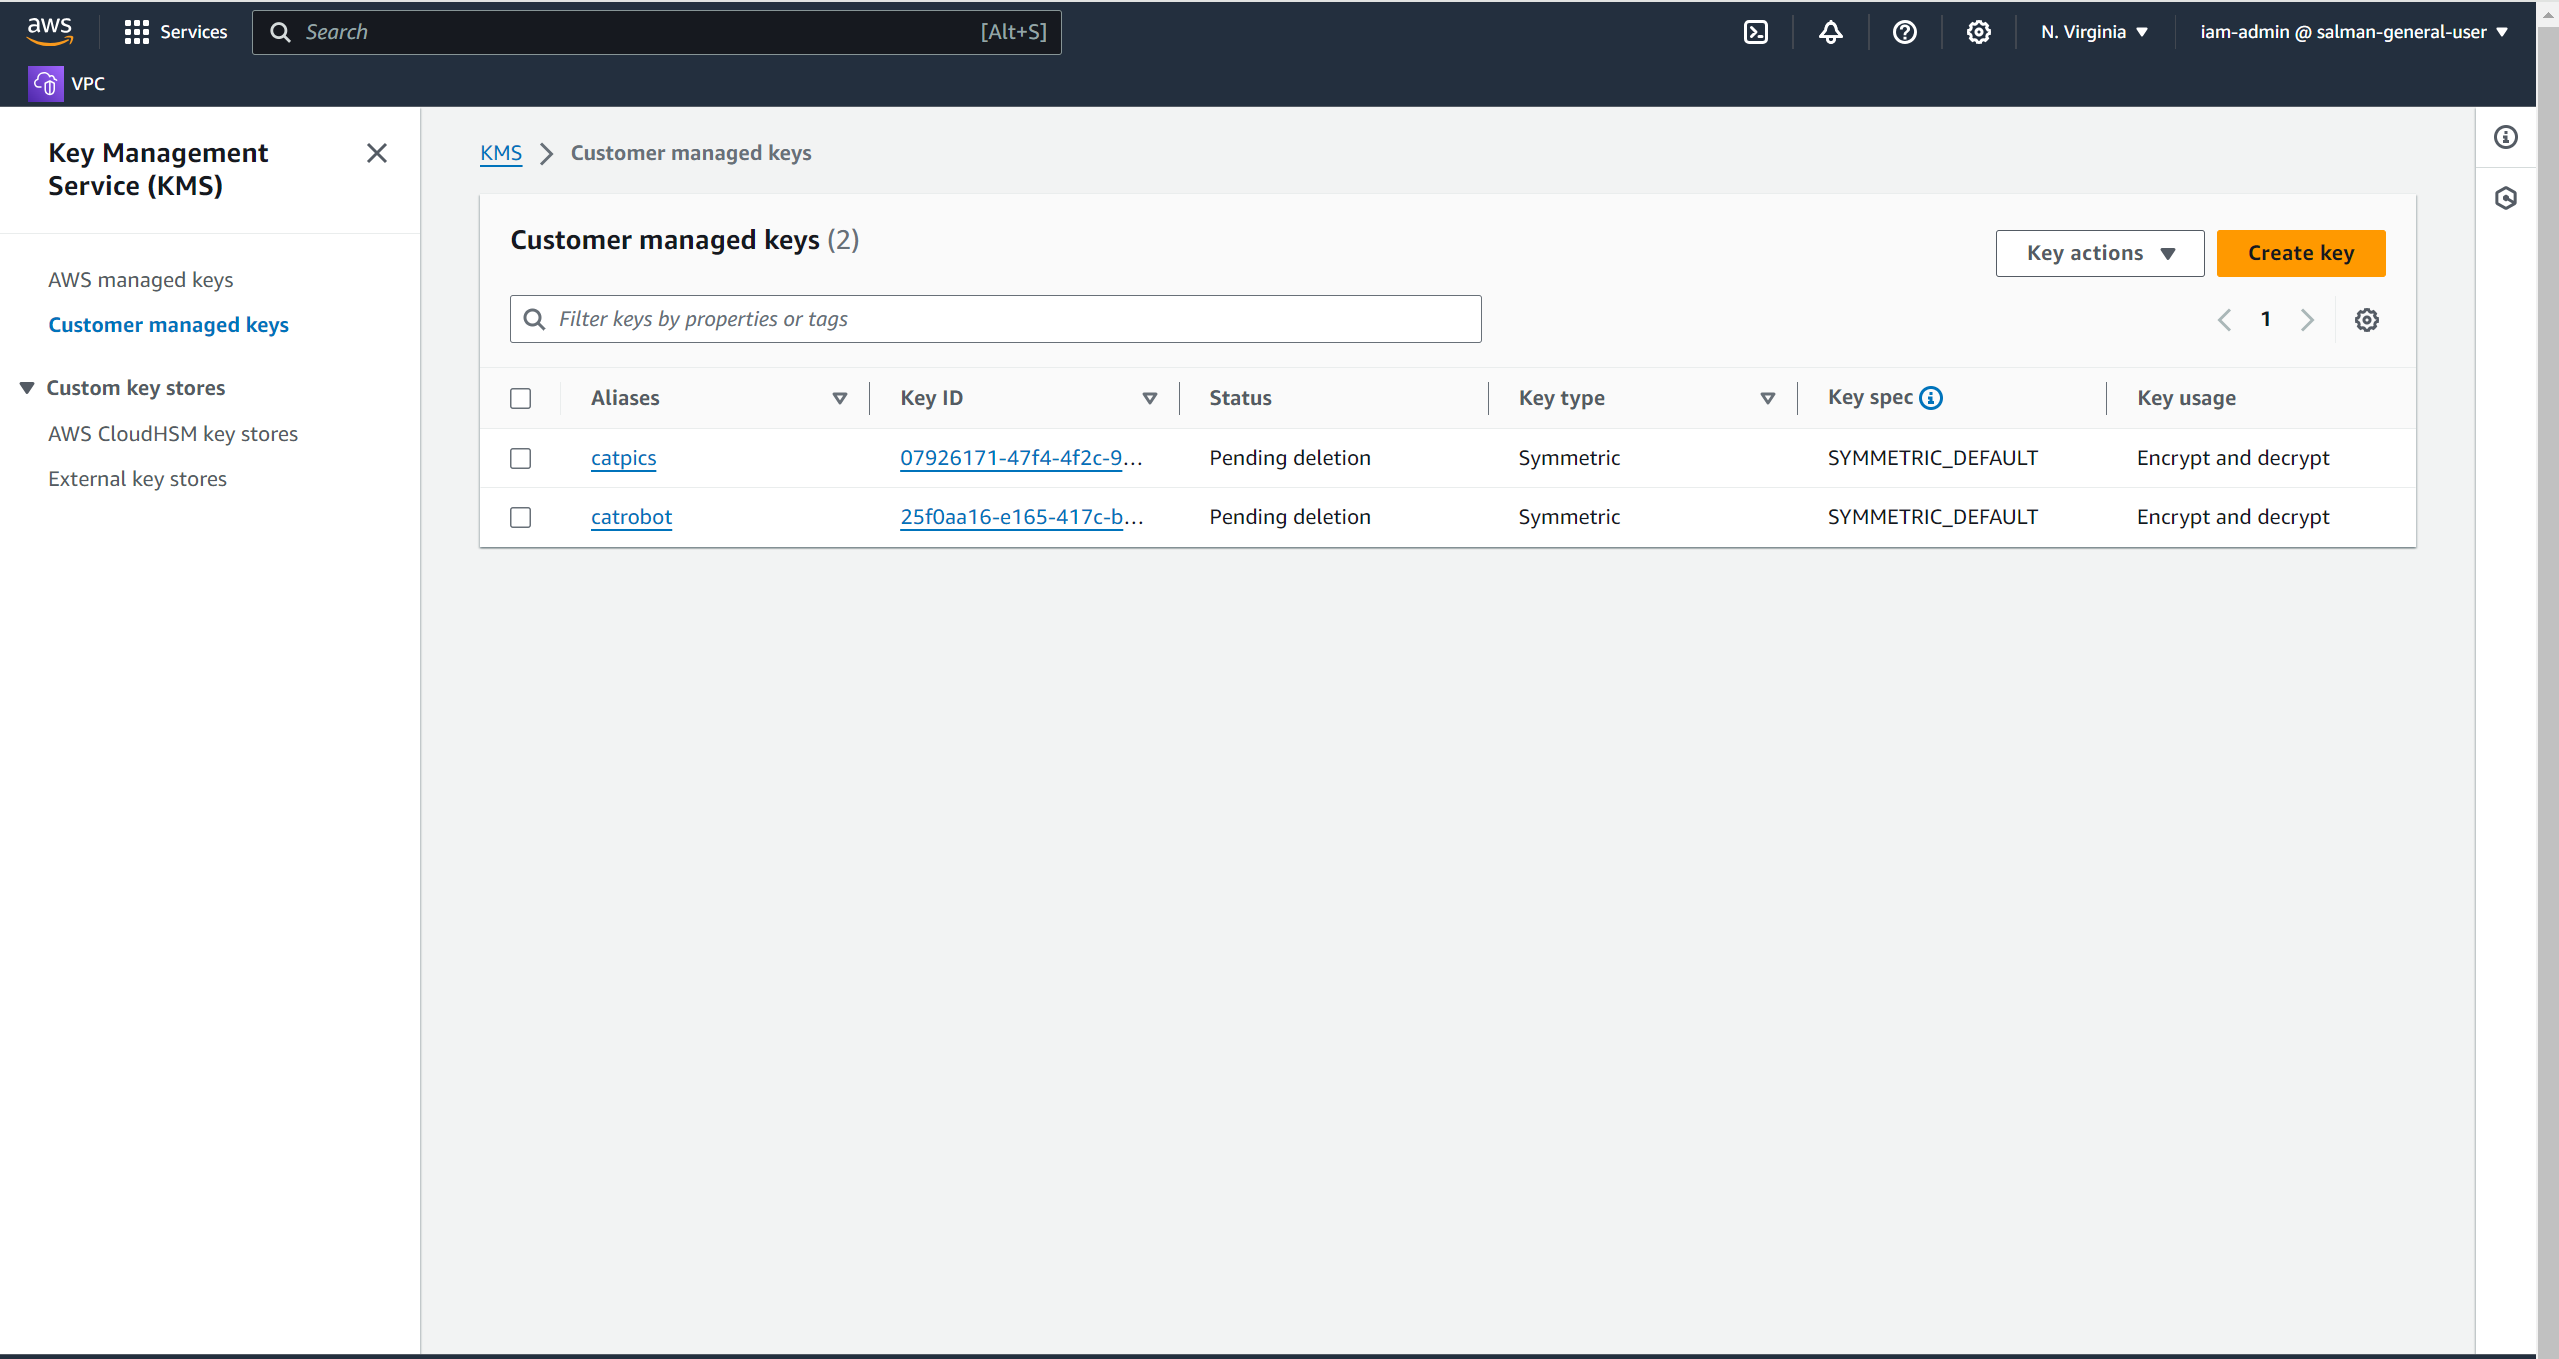 aws
Services
Search
[Alt+S]
N. Virginia
iam-admin @ salman-general-user
VPC
Key Management
Service (KMS)
AWS managed keys
Customer managed keys
Custom key stores
AWS CloudHSM key stores
External key stores
KMS
Customer managed keys
Customer managed keys (2)
Key actions
Create key
Filter keys by properties or tags
1
Aliases
Key ID
Status
Key type
Key spec
Key usage
catpics
07926171-47f4-4f2c-9...
Pending deletion
Symmetric
SYMMETRIC_DEFAULT
Encrypt and decrypt
catrobot
25f0aa16-e165-417c-b...
Pending deletion
Symmetric
SYMMETRIC_DEFAULT
Encrypt and decrypt